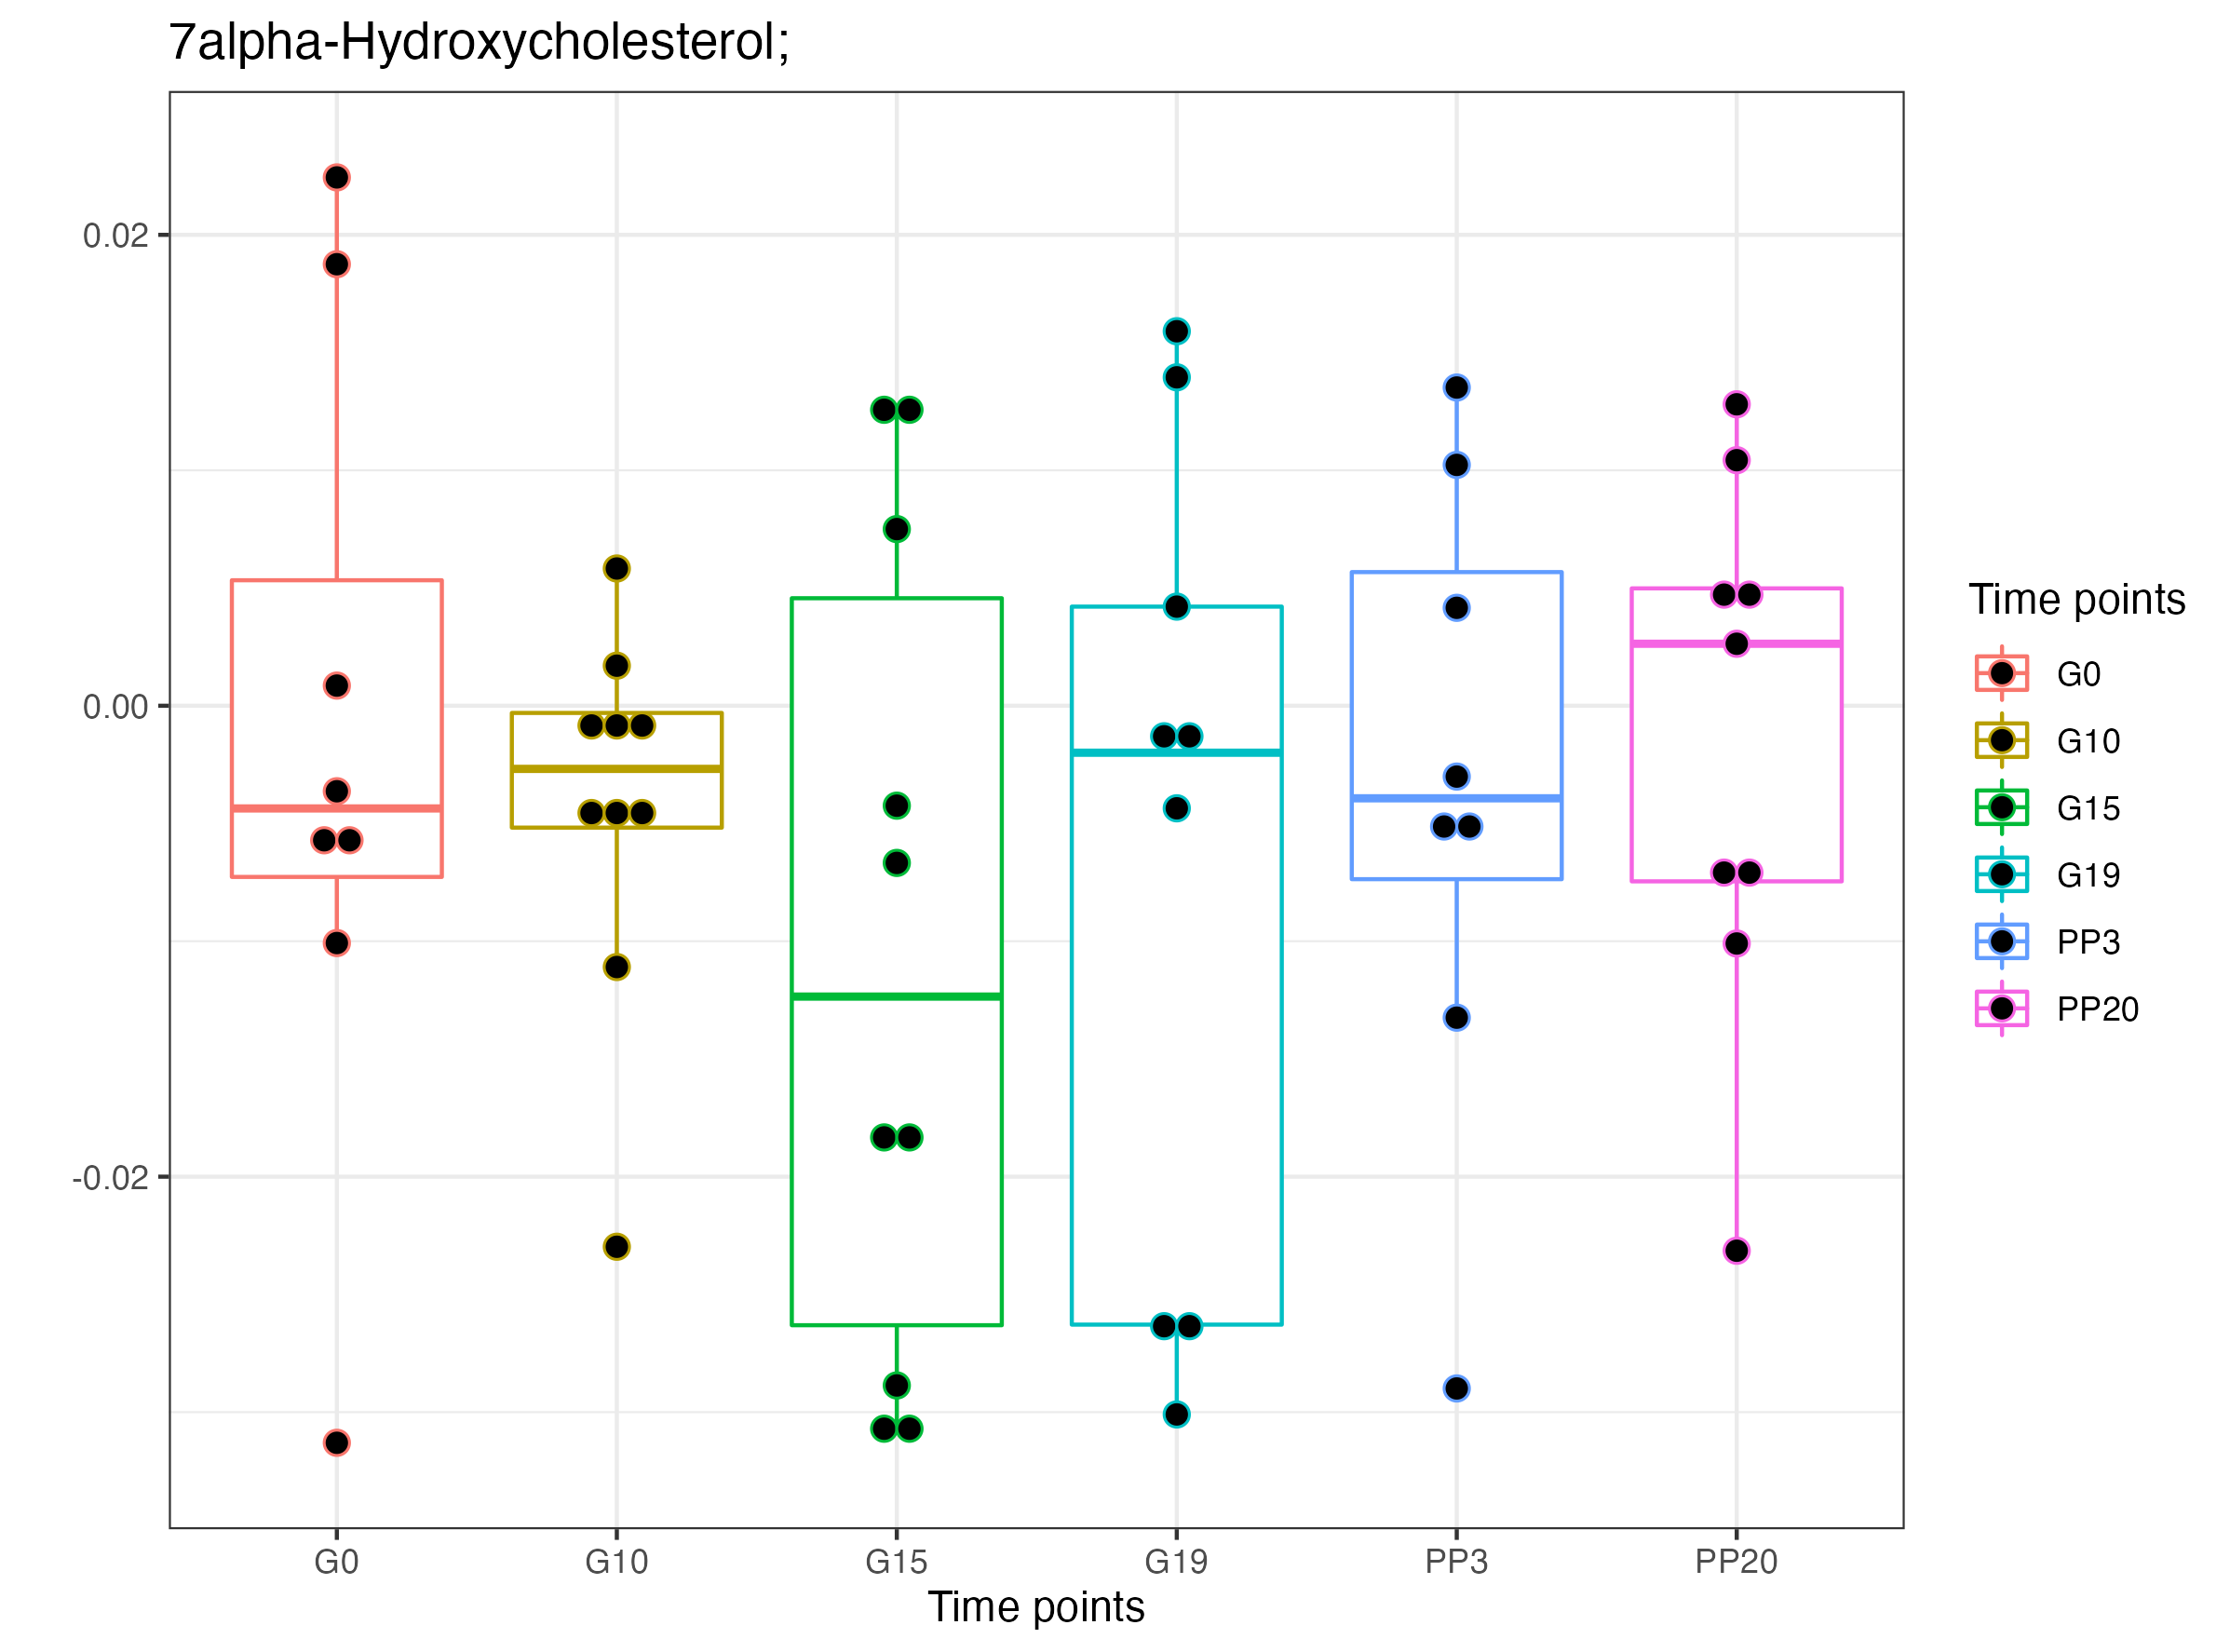 7alpha-Hydroxycholesterol;
0.02
0.00
-0.02
G0 G10 G15 G19 PP3 PP20
Time points
Time points
G0
G10
G15
G19
PP3
PP20